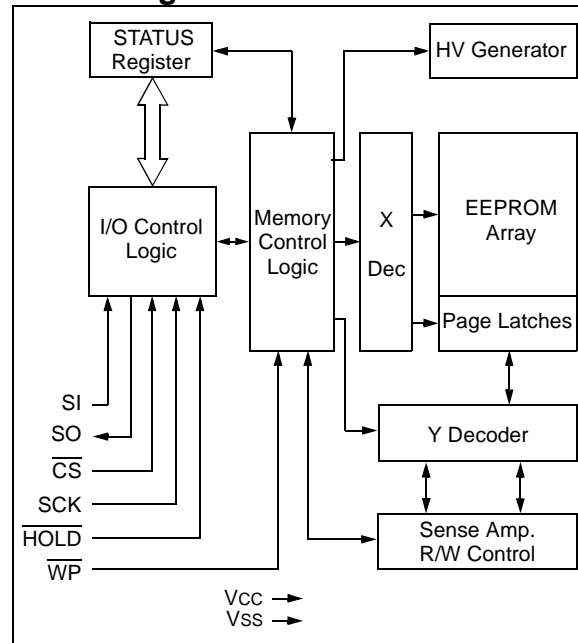 STATUS
Register
HV Generator
I/O Control
Logic
Memory
Control
Logic
X
Dec
EEPROM
Array
Page Latches
SI
SO
CS
SCK
HOLD
WP
Y Decoder
Sense Amp.
R/W Control
VCC
VSS